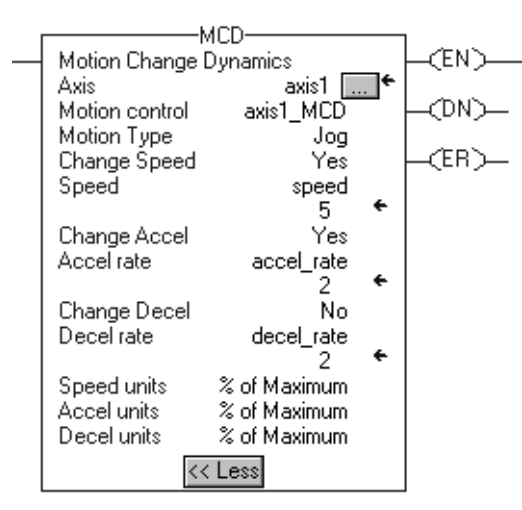 MCD
Motion Change Dynamics (EN)
Axis axis1 ...
Motion control axis1_MCD (DN)
Motion Type Jog
Change Speed Yes (ER)
Speed speed
5
Change Accel Yes
Accel rate accel_rate
2
Change Decel No
Decel rate decel_rate
2
Speed units % of Maximum
Accel units % of Maximum
Decel units % of Maximum
<< Less